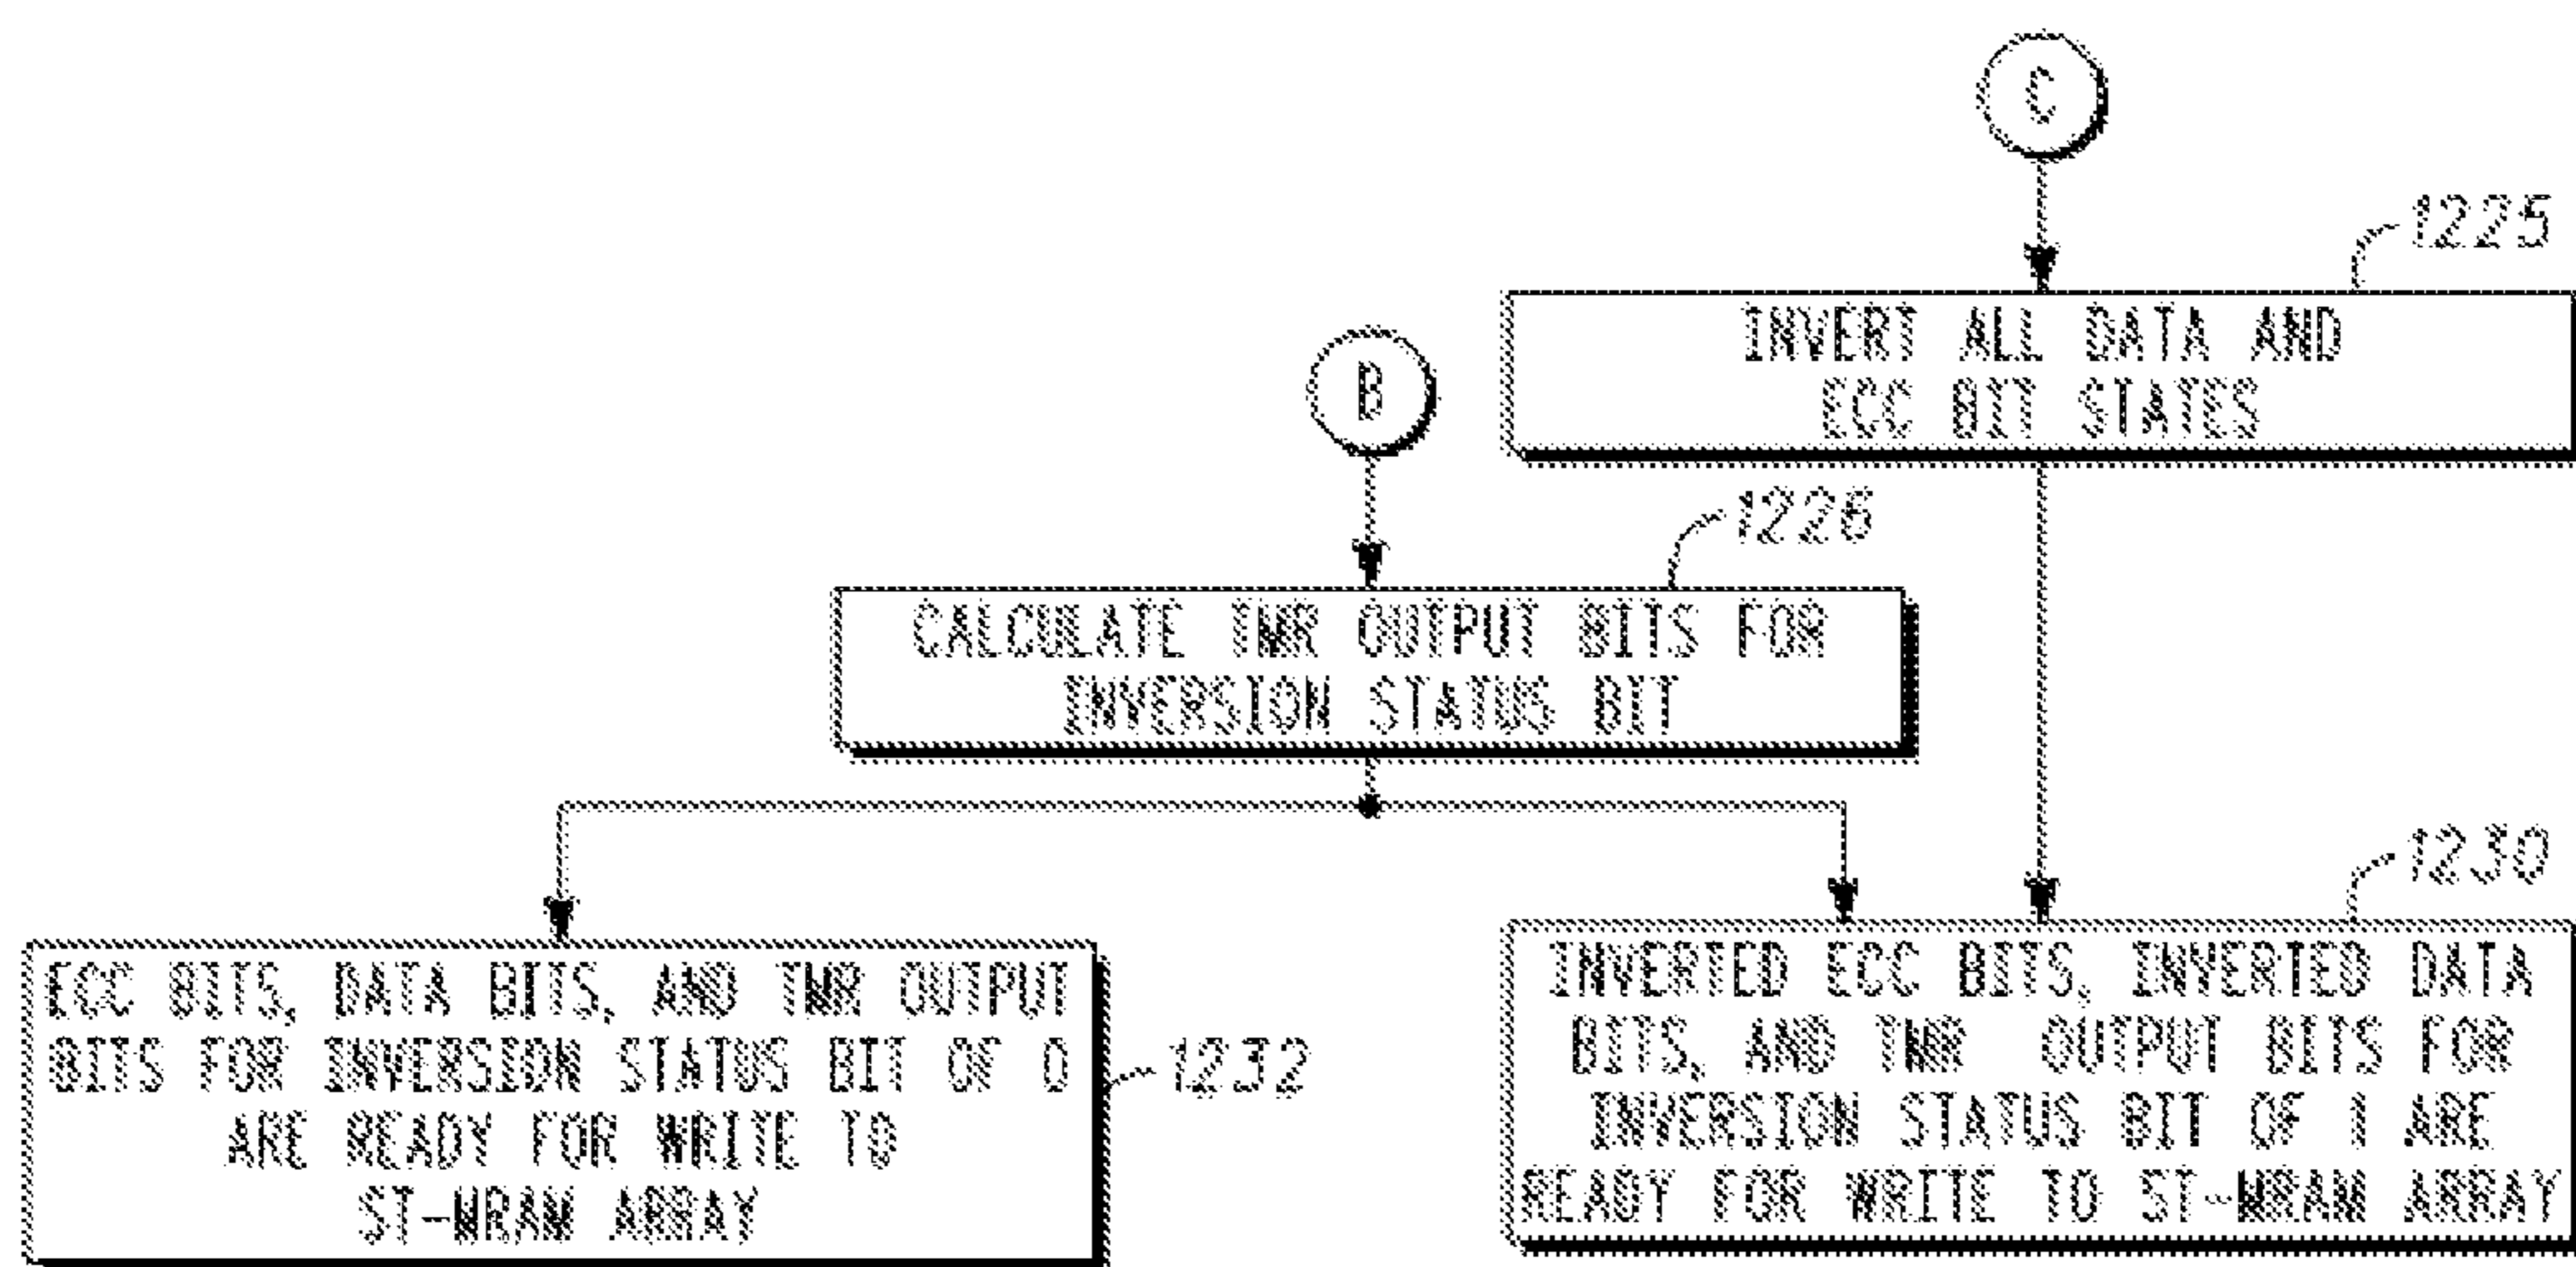 C
1225
INVERT ALL DATA AND
ECC BIT STATES
B
1226
CALCULATE TMR OUTPUT BITS FOR
INVERSION STATUS BIT
1230
INVERTED ECC BITS, INVERTED DATA
BITS, AND TMR OUTPUT BITS FOR
INVERSION STATUS BIT OF 1 ARE
READY FOR WRITE TO ST-MRAM ARRAY
ECC BITS, DATA BITS, AND TMR OUTPUT
BITS FOR INVERSION STATUS BIT OF 0
ARE READY FOR WRITE TO
ST-MRAM ARRAY
1232